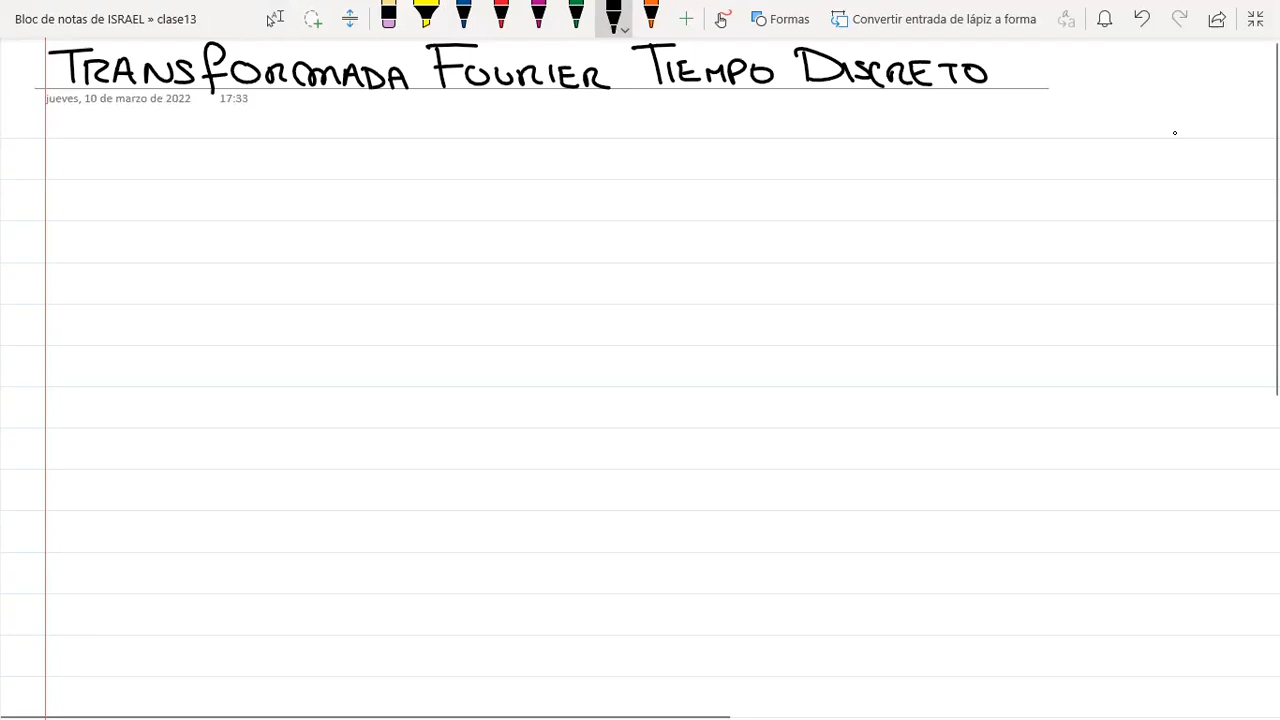 Bloc de notas de ISRAEL » clase13
Formas
Convertir entrada de lápiz a forma
TRANSFORMADA FOURIER TIEMPO DISCRETO
jueves, 10 de marzo de 2022 17:33